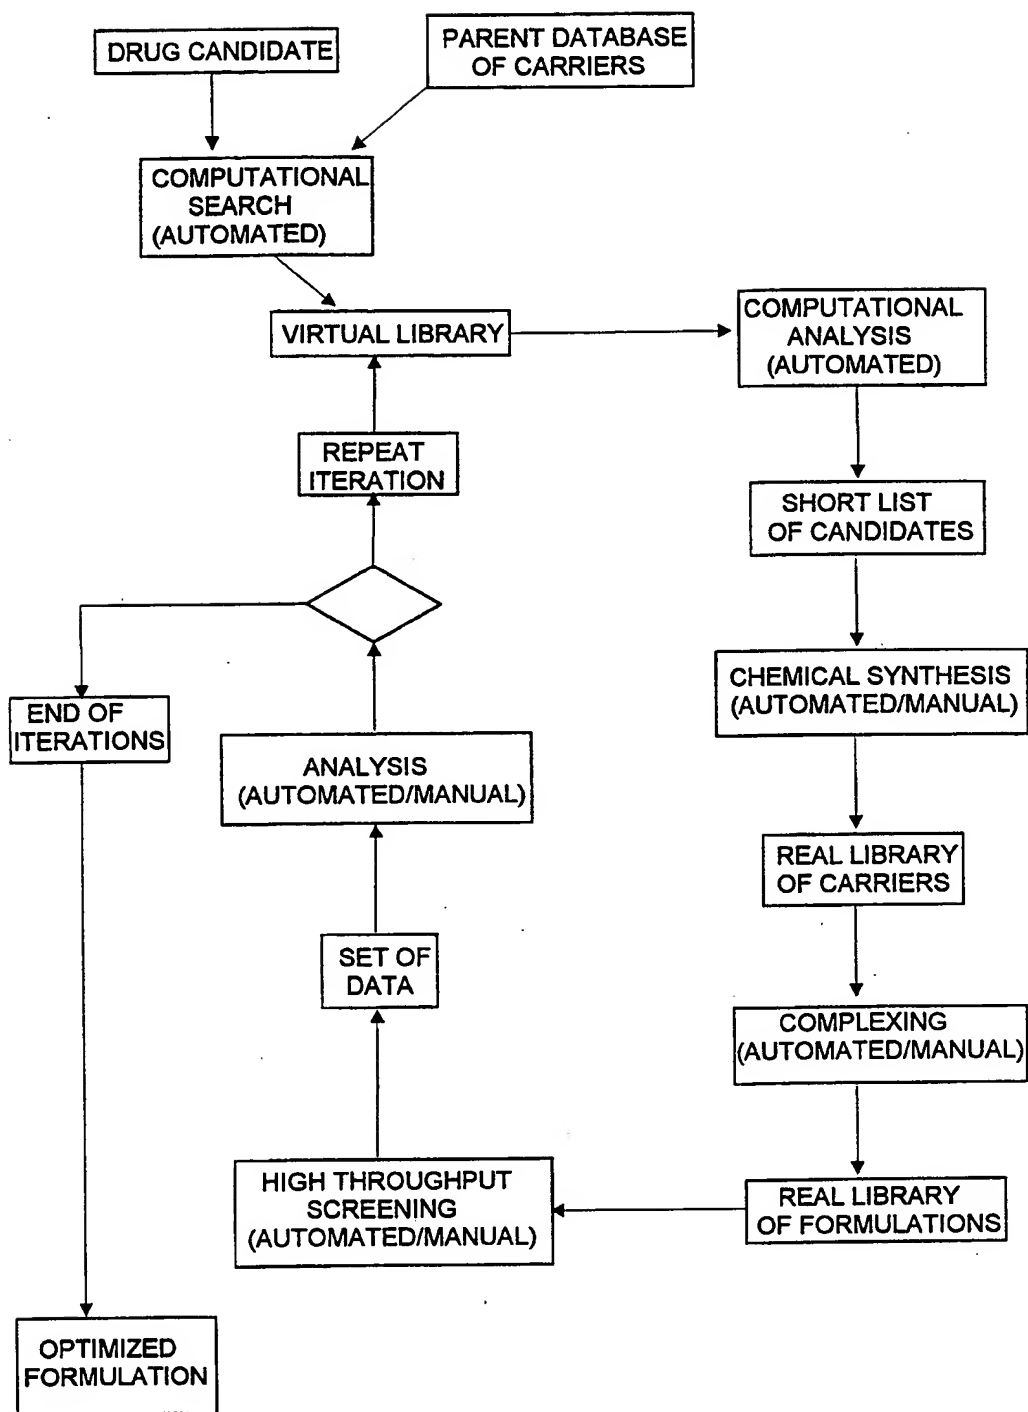 DRUG CANDIDATE
PARENT DATABASE
OF CARRIERS
COMPUTATIONAL
SEARCH
(AUTOMATED)
VIRTUAL LIBRARY
COMPUTATIONAL
ANALYSIS
(AUTOMATED)
REPEAT
ITERATION
SHORT LIST
OF CANDIDATES
CHEMICAL SYNTHESIS
(AUTOMATED/MANUAL)
END OF
ITERATIONS
ANALYSIS
(AUTOMATED/MANUAL)
REAL LIBRARY
OF CARRIERS
SET OF
DATA
COMPLEXING
(AUTOMATED/MANUAL)
HIGH THROUGHPUT
SCREENING
(AUTOMATED/MANUAL)
REAL LIBRARY
OF FORMULATIONS
OPTIMIZED
FORMULATION